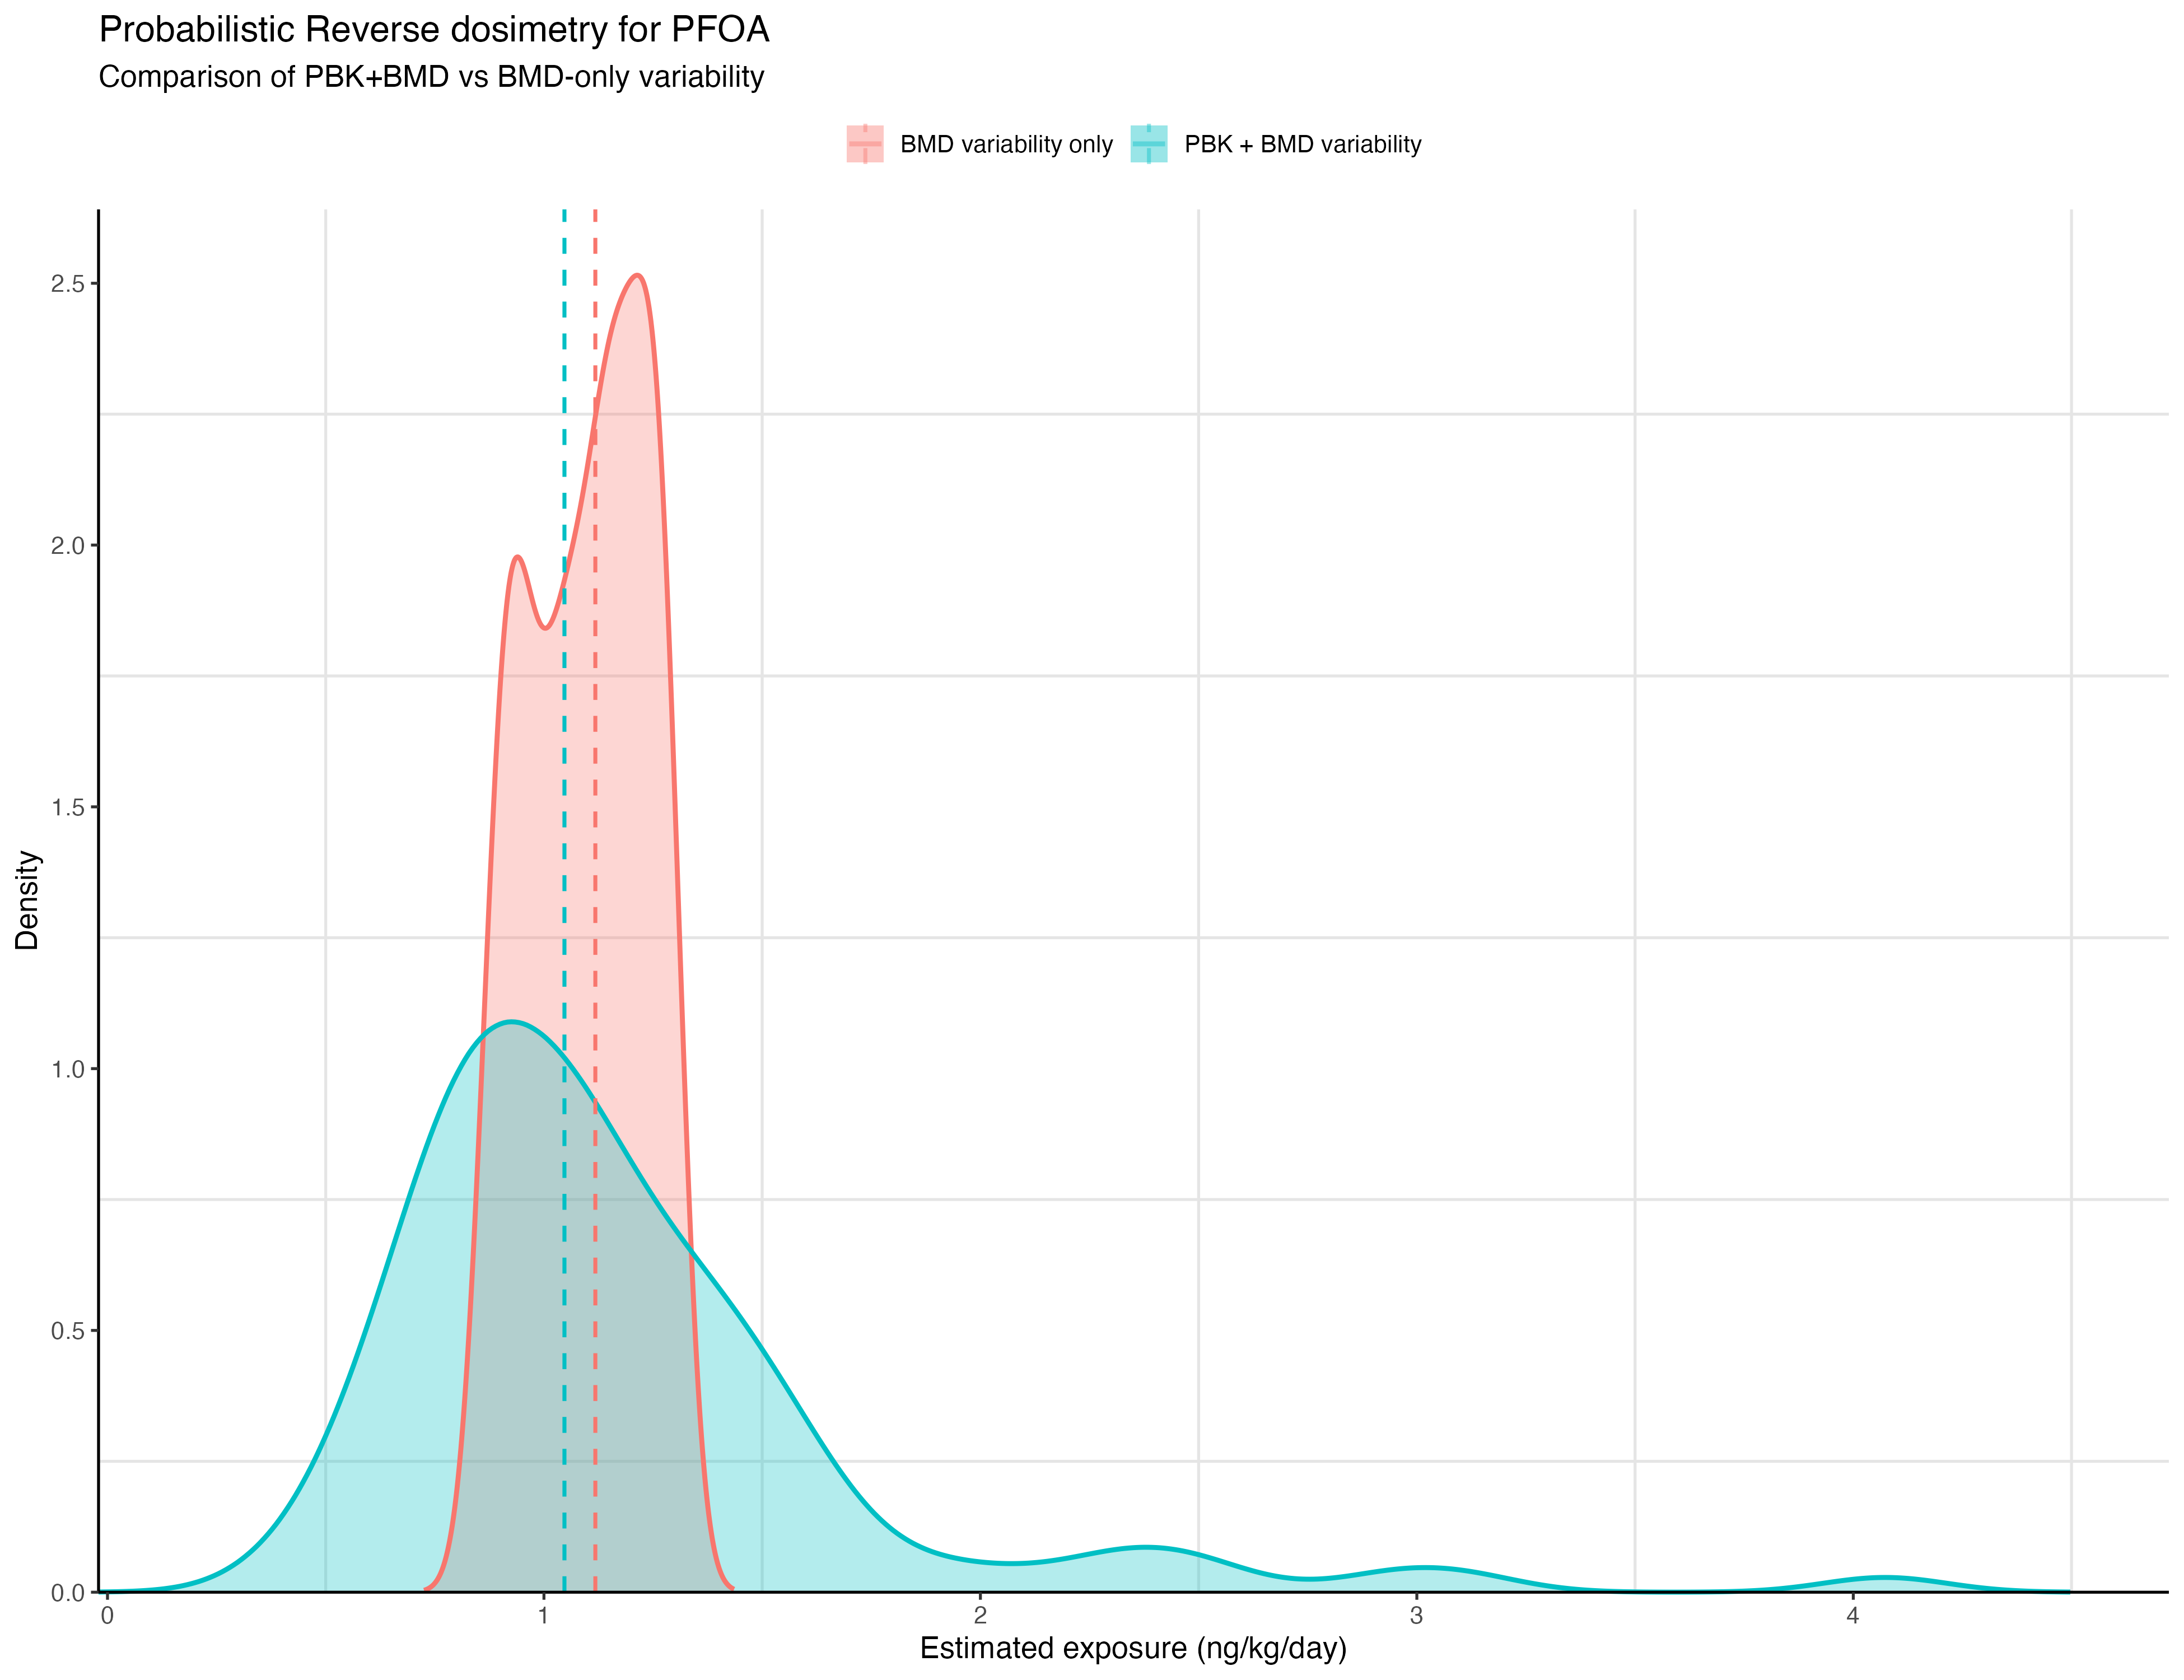 Probabilistic Reverse dosimetry for PFOA
Comparison of PBK+BMD vs BMD-only variability
BMD variability only PBK + BMD variability
2.5
2.0
1.5
1.0
0.5
0.0
Density
0 1 2 3 4
Estimated exposure (ng/kg/day)